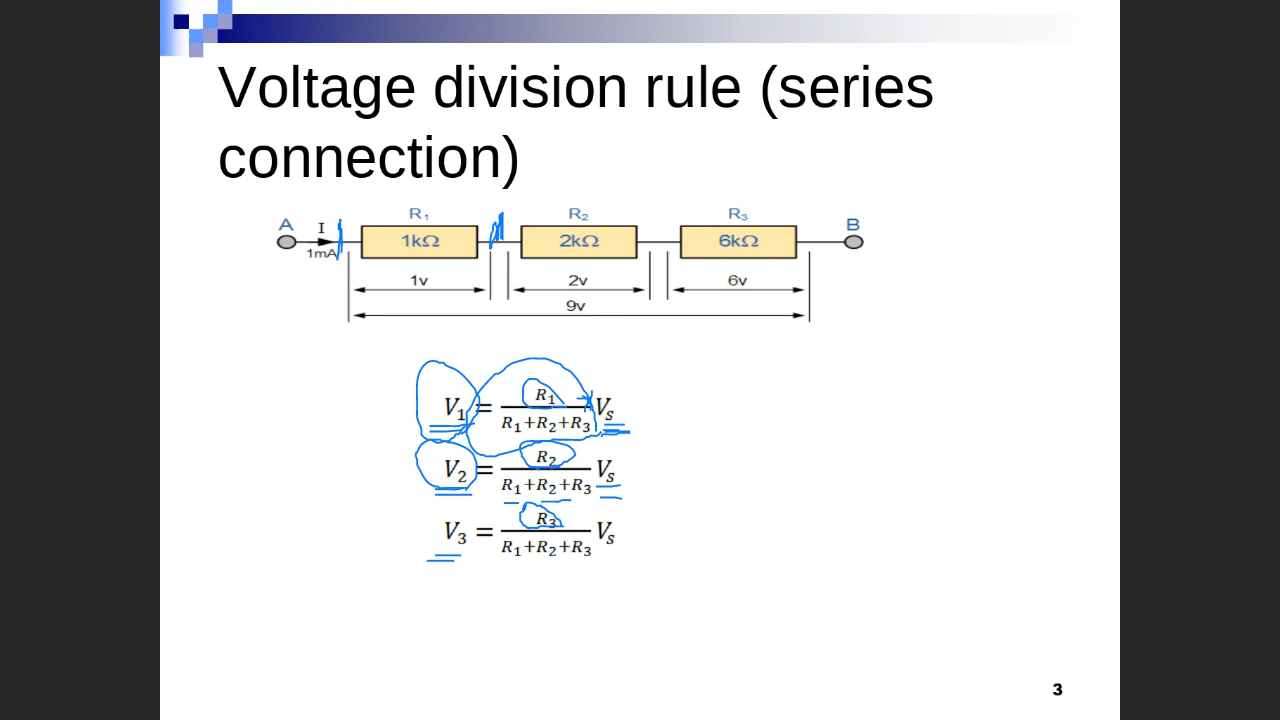 Voltage division rule (series
connection)
A I R₁ R₂ R₃ B
1mA 1kΩ 2kΩ 6kΩ
1v 2v 6v
9v
V₁ = R₁ / R₁+R₂+R₃ Vₛ
V₂ = R₂ / R₁+R₂+R₃ Vₛ
V₃ = R₃ / R₁+R₂+R₃ Vₛ
3